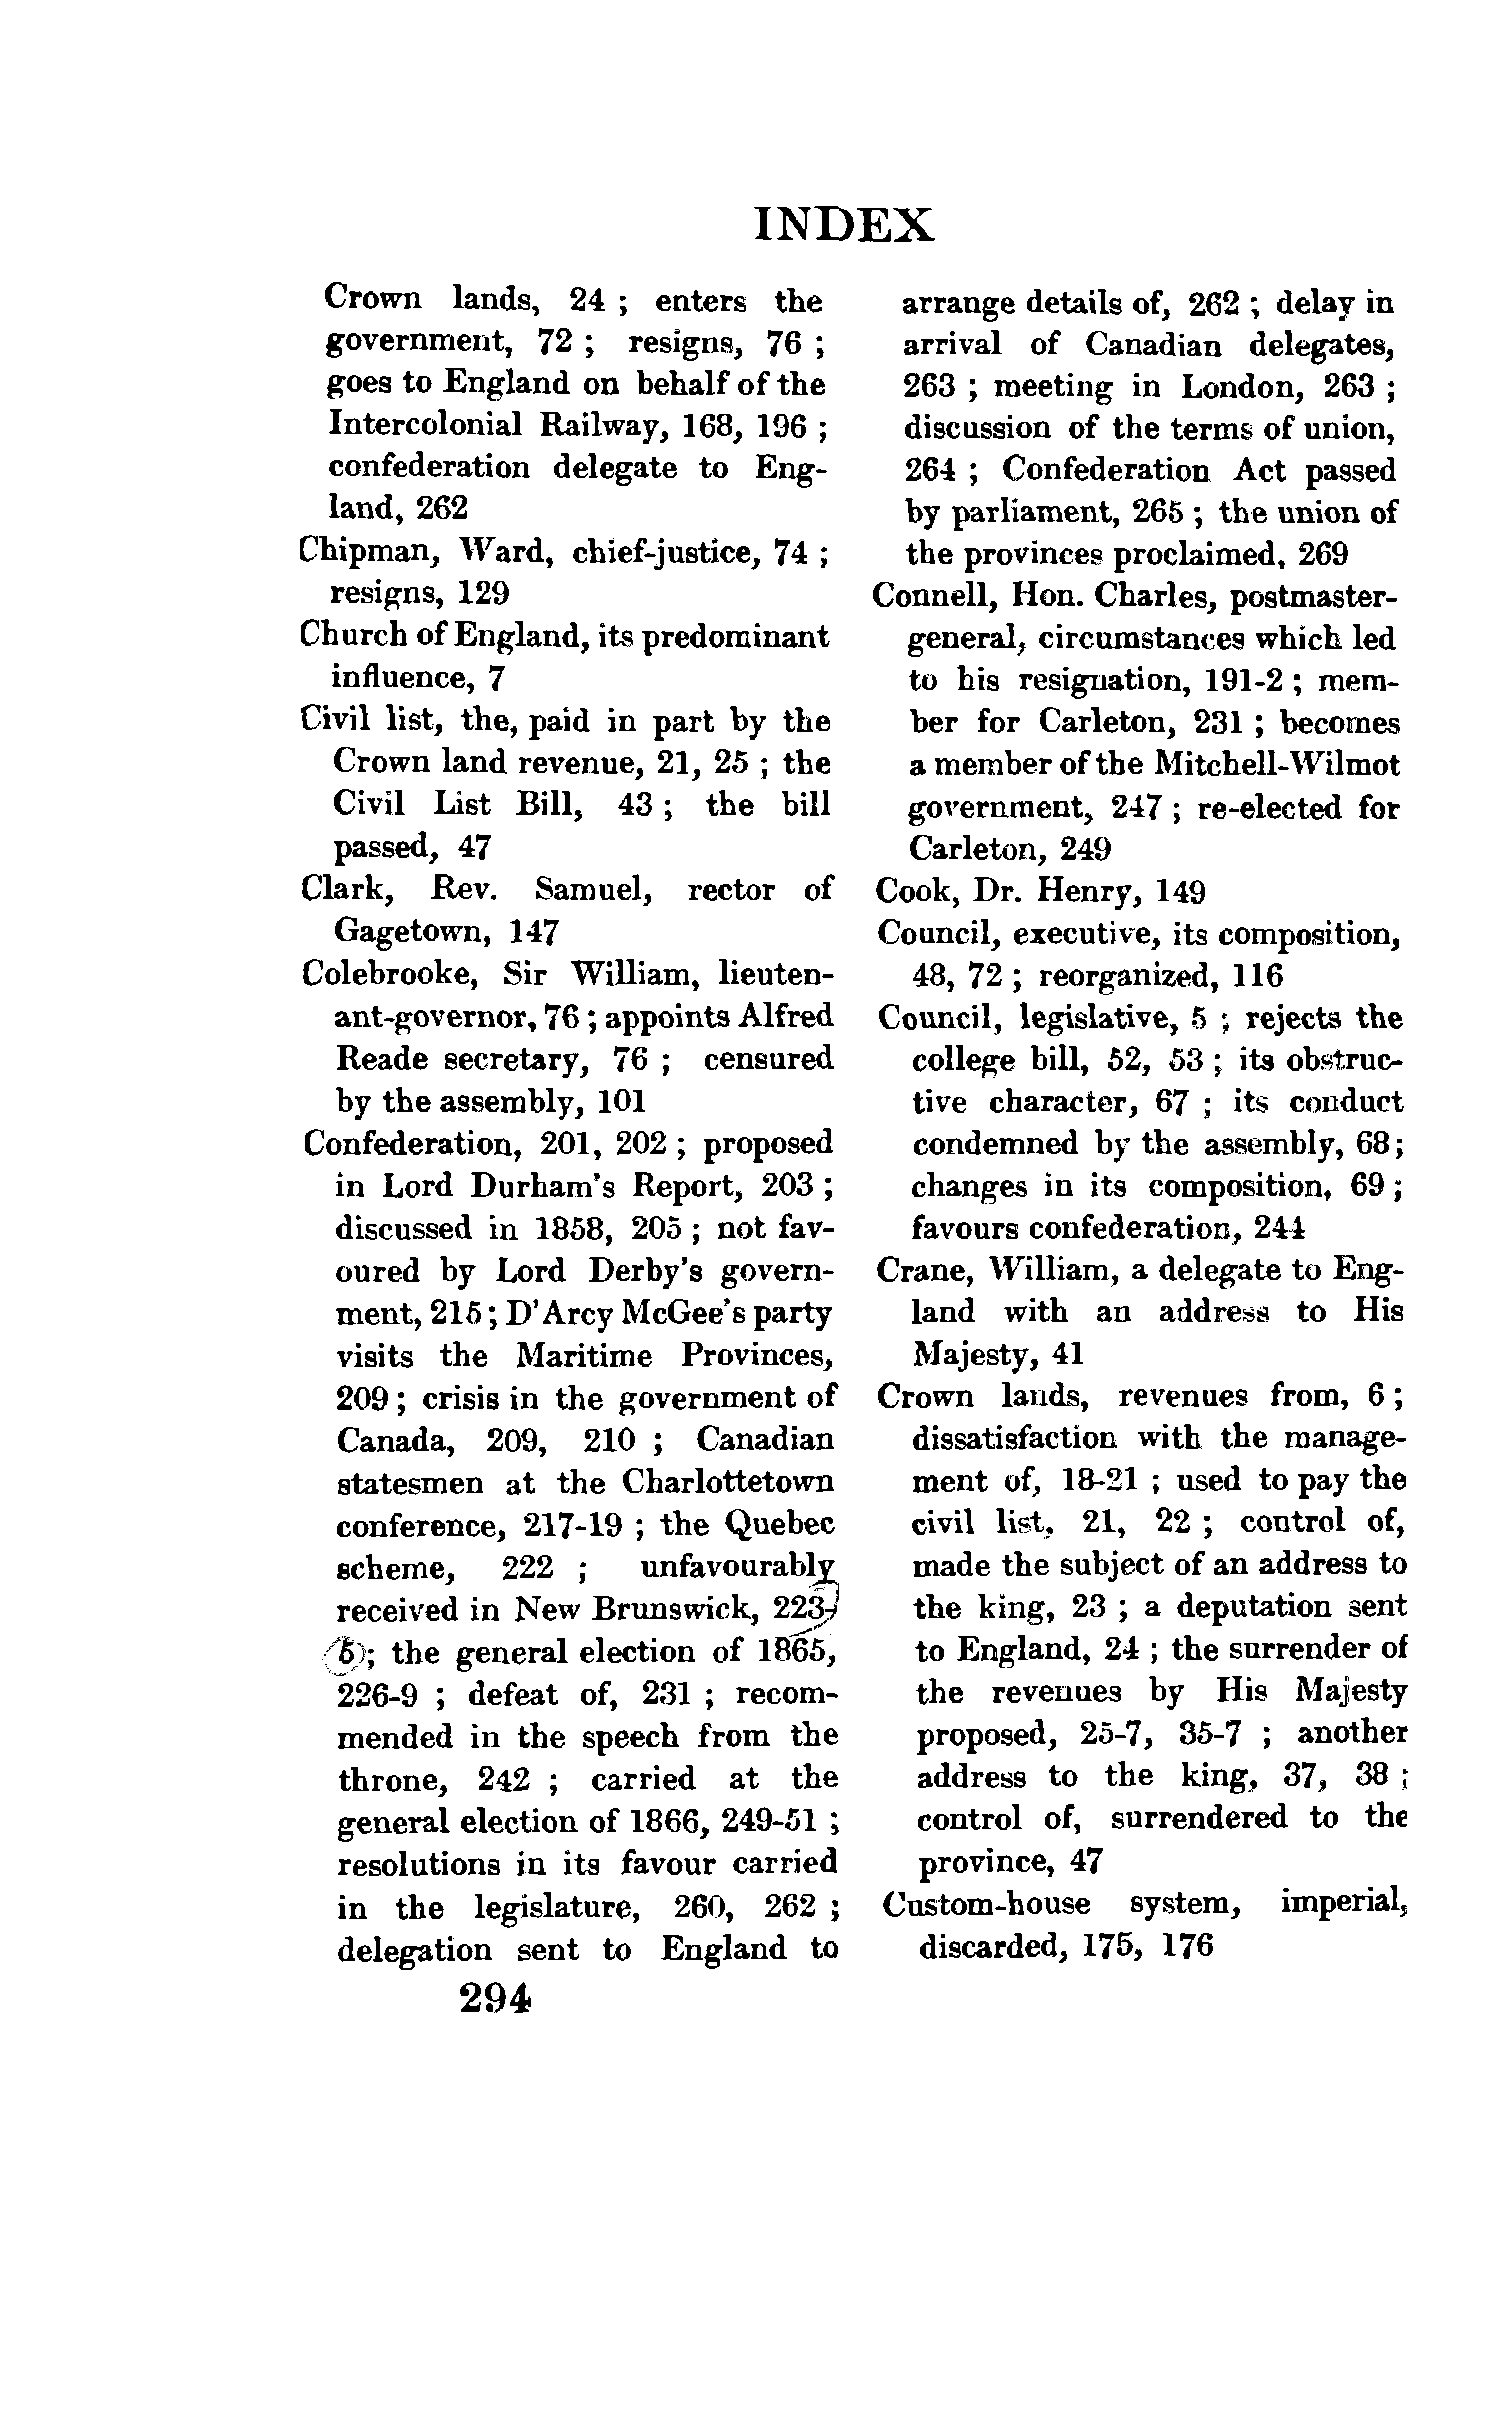 INDEX
Crown lands, 24 ; enters the
government, 72 ; resigns, 76 ;
goes to England on behalf of the
Intercolonial Railway, 168, 196 ;
confederation delegate to Eng-
land, 262
Chipman, Ward, chief-justice, 74 ;
resigns, 129
Church of England, its predominant
influence, 7
Civil list, the, paid in part by the
Crown land revenue, 21, 25 ; the
Civil List Bill, 43 ; the bill
passed, 47
Clark, Rev. Samuel, rector of
Gagetown, 147
Colebrooke, Sir William, lieuten-
ant-governor, 76 ; appoints Alfred
Reade secretary, 76 ; censured
by the assembly, 101
Confederation, 201, 202 ; proposed
in Lord Durham's Report, 203 ;
discussed in 1858, 205 ; not fav-
oured by Lord Derby's govern-
ment, 215 ; D'Arcy McGee's party
visits the Maritime Provinces,
209 ; crisis in the government of
Canada, 209, 210 ; Canadian
statesmen at the Charlottetown
conference, 217-19 ; the Quebec
scheme, 222 ; unfavourably
received in New Brunswick, 223-
5 ; the general election of 1865,
226-9 ; defeat of, 231 ; recom-
mended in the speech from the
throne, 242 ; carried at the
general election of 1866, 249-51 ;
resolutions in its favour carried
in the legislature, 260, 262 ;
delegation sent to England to
arrange details of, 262 ; delay in
arrival of Canadian delegates,
263 ; meeting in London, 263 ;
discussion of the terms of union,
264 ; Confederation Act passed
by parliament, 265 ; the union of
the provinces proclaimed, 269
Connell, Hon. Charles, postmaster-
general, circumstances which led
to his resignation, 191-2 ; mem-
ber for Carleton, 231 ; becomes
a member of the Mitchell-Wilmot
government, 247 ; re-elected for
Carleton, 249
Cook, Dr. Henry, 149
Council, executive, its composition,
48, 72 ; reorganized, 116
Council, legislative, 5 ; rejects the
college bill, 52, 53 ; its obstruc-
tive character, 67 ; its conduct
condemned by the assembly, 68 ;
changes in its composition, 69 ;
favours confederation, 244
Crane, William, a delegate to Eng-
land with an address to His
Majesty, 41
Crown lands, revenues from, 6 ;
dissatisfaction with the manage-
ment of, 18-21 ; used to pay the
civil list, 21, 22 ; control of,
made the subject of an address to
the king, 23 ; a deputation sent
to England, 24 ; the surrender of
the revenues by His Majesty
proposed, 25-7, 35-7 ; another
address to the king, 37, 38 ;
control of, surrendered to the
province, 47
Custom-house system, imperial,
discarded, 175, 176
294